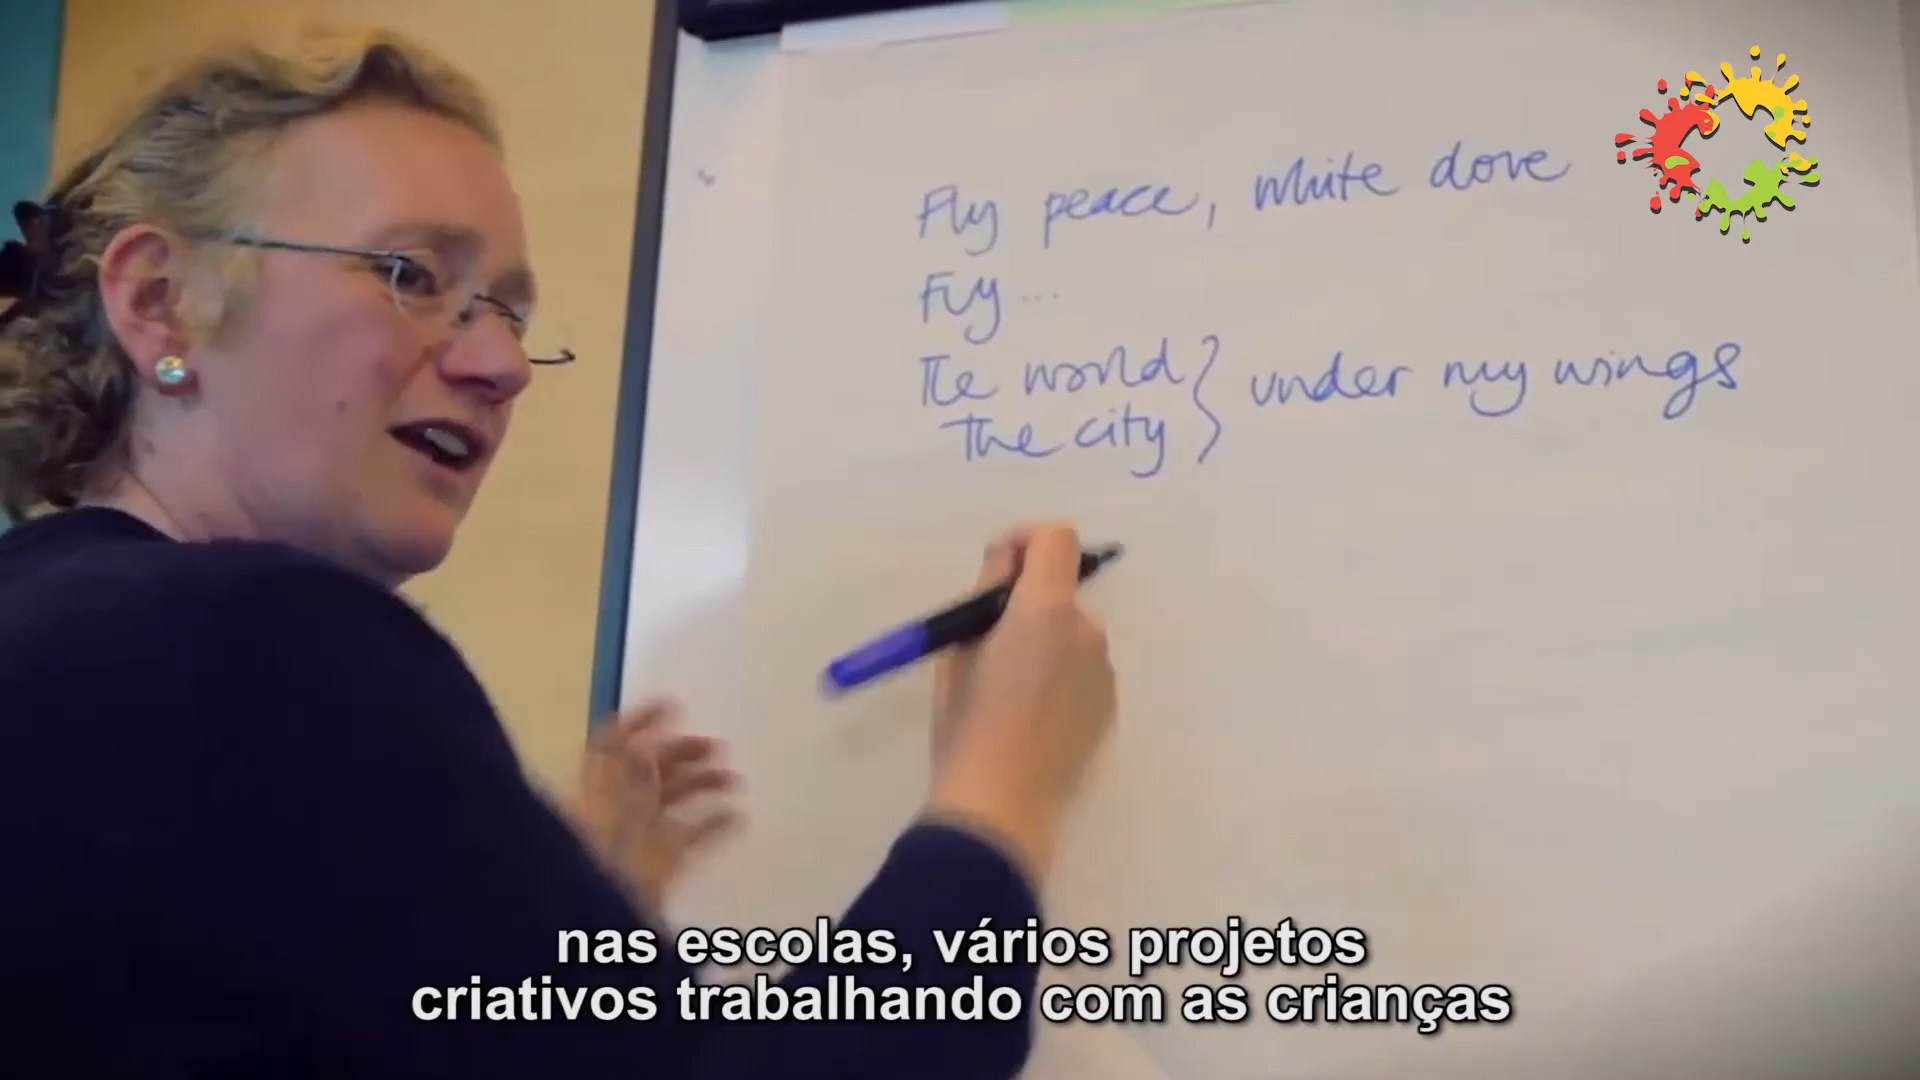 Fly peace, white dove
Fly...
The world } under my wings
The city
nas escolas, vários projetos
criativos trabalhando com as crianças